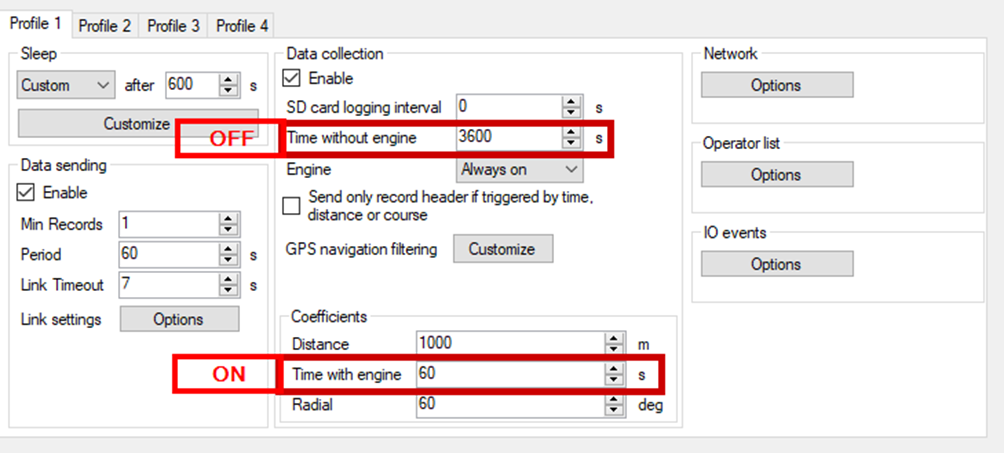 Profile 1 Profile 2 Profile 3 Profile 4
Sleep
Custom after 600 s
Customize
Data sending
Enable
Min Records 1
Period 60 s
Link Timeout 7 s
Link settings Options
Data collection
Enable
SD card logging interval 0 s
OFF Time without engine 3600 s
Engine Always on
Send only record header if triggered by time,
distance or course
GPS navigation filtering Customize
Coefficients
Distance 1000 m
ON Time with engine 60 s
Radial 60 deg
Network
Options
Operator list
Options
IO events
Options